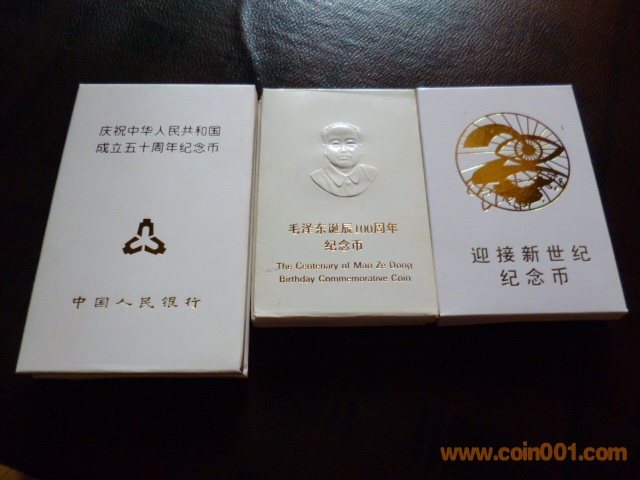 庆祝中华人民共和国
成立五十周年纪念币
中国人民银行
毛泽东诞辰100周年
纪念币
The Centenary of Mao Ze Dong
Birthday Commemorative Coin
迎接新世纪
纪念币
www.coin001.com